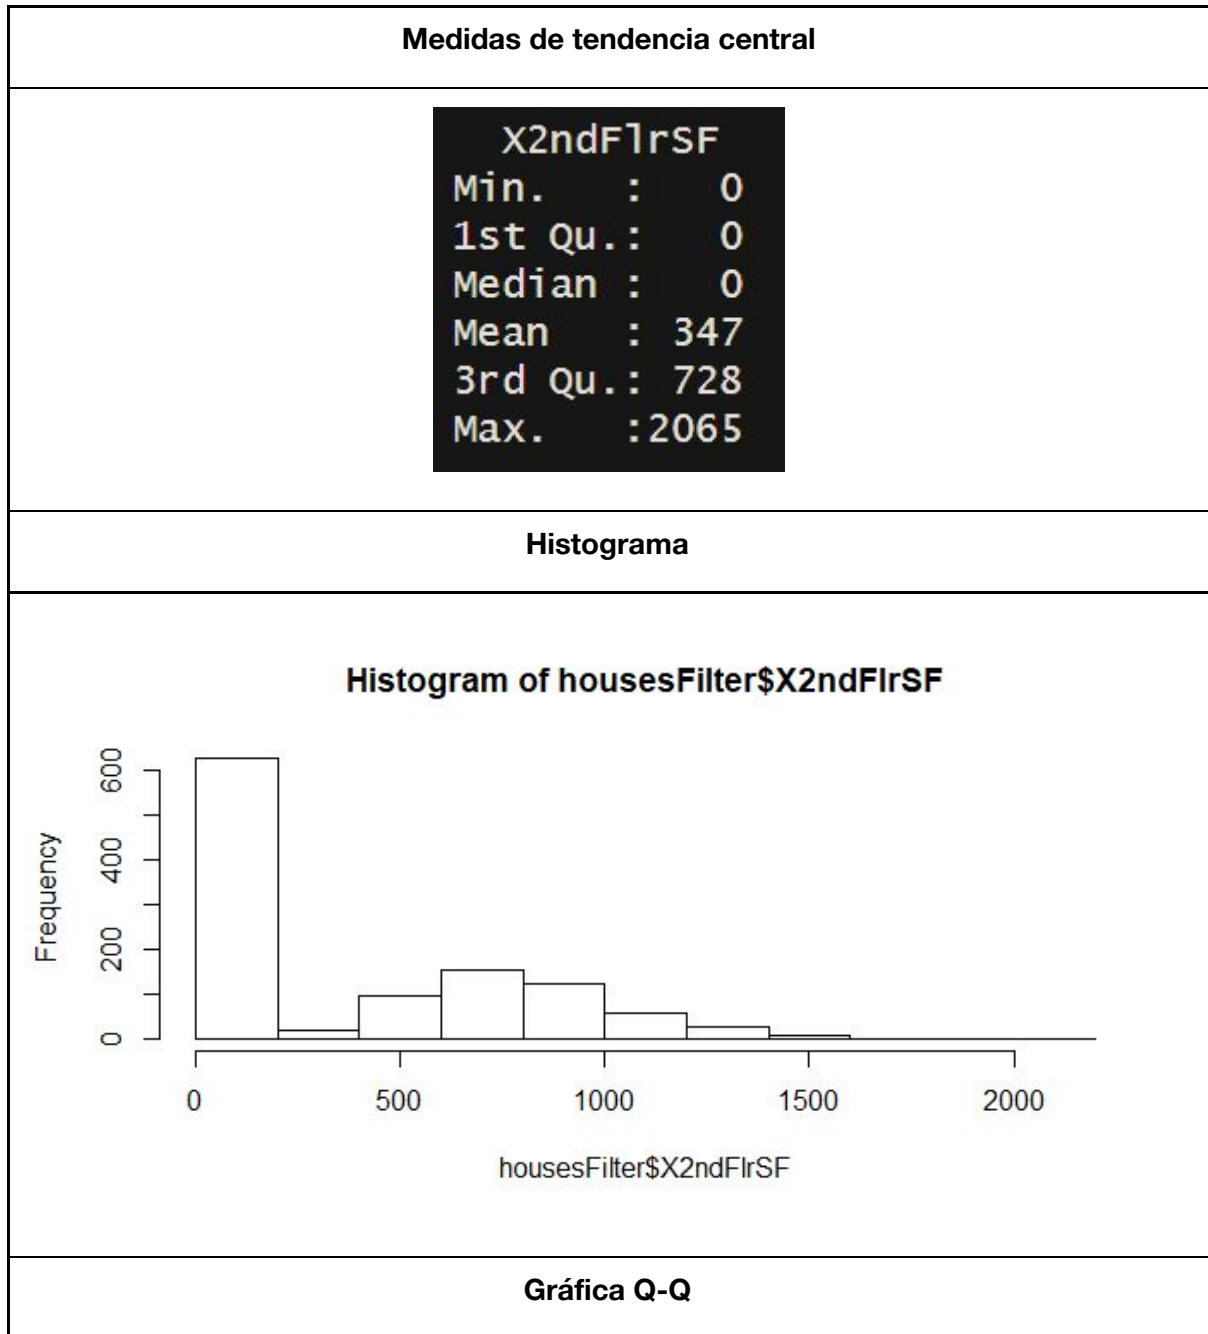 Medidas de tendencia central
X2ndFlrSF
Min.   :   0
1st Qu.:   0
Median :   0
Mean   : 347
3rd Qu.: 728
Max.   :2065
Histograma
Histogram of housesFilter$X2ndFlrSF
Frequency
600
400
200
0
0 500 1000 1500 2000
housesFilter$X2ndFlrSF
Gráfica Q-Q